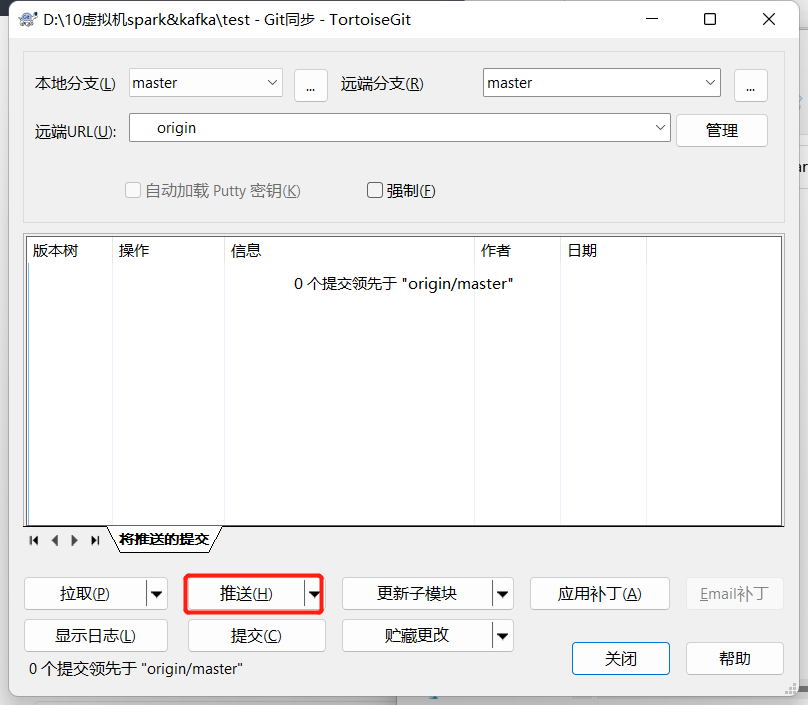 D:\10虚拟机spark&kafka\test - Git同步 - TortoiseGit
本地分支(L) master ... 远端分支(R) master ...
远端URL(U): origin 管理
自动加载 Putty 密钥(K) 强制(F)
版本树 操作 信息 作者 日期
0 个提交领先于 "origin/master"
将推送的提交
拉取(P) 推送(H) 更新子模块 应用补丁(A) Email补丁
显示日志(L) 提交(C) 贮藏更改
关闭 帮助
0 个提交领先于 "origin/master"